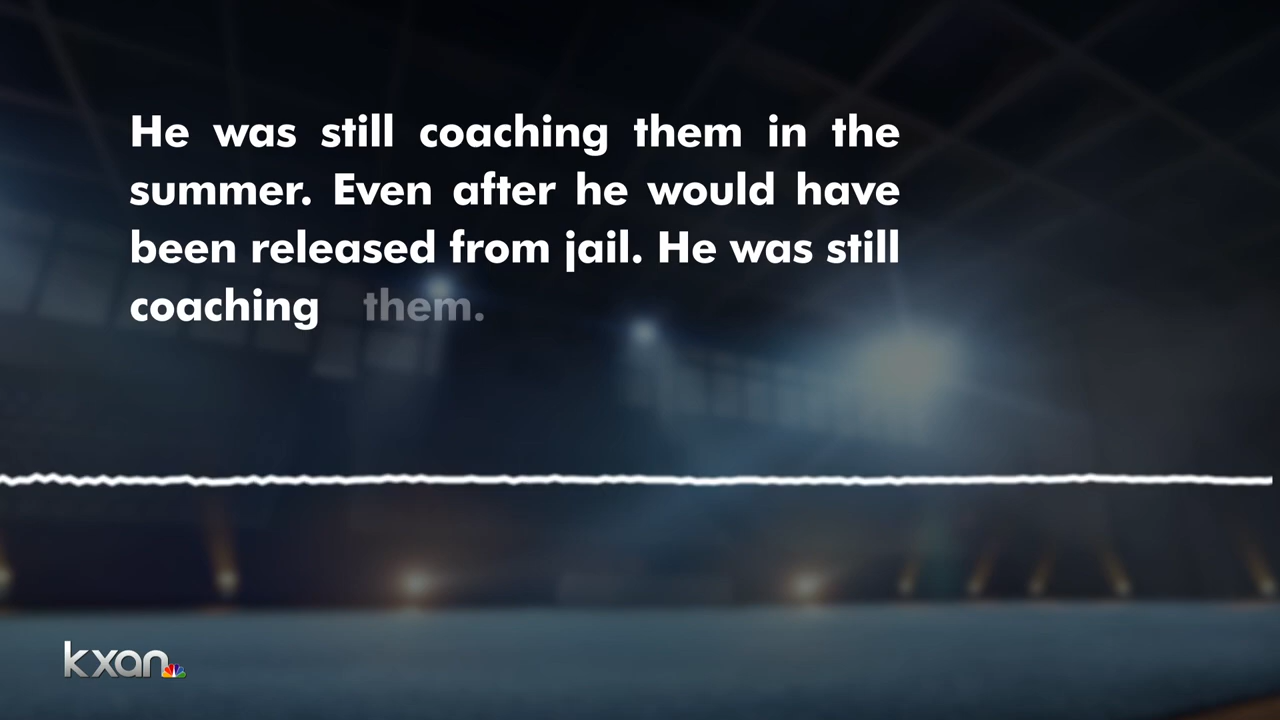 He was still coaching them in the
summer. Even after he would have
been released from jail. He was still
coaching them.
kxan